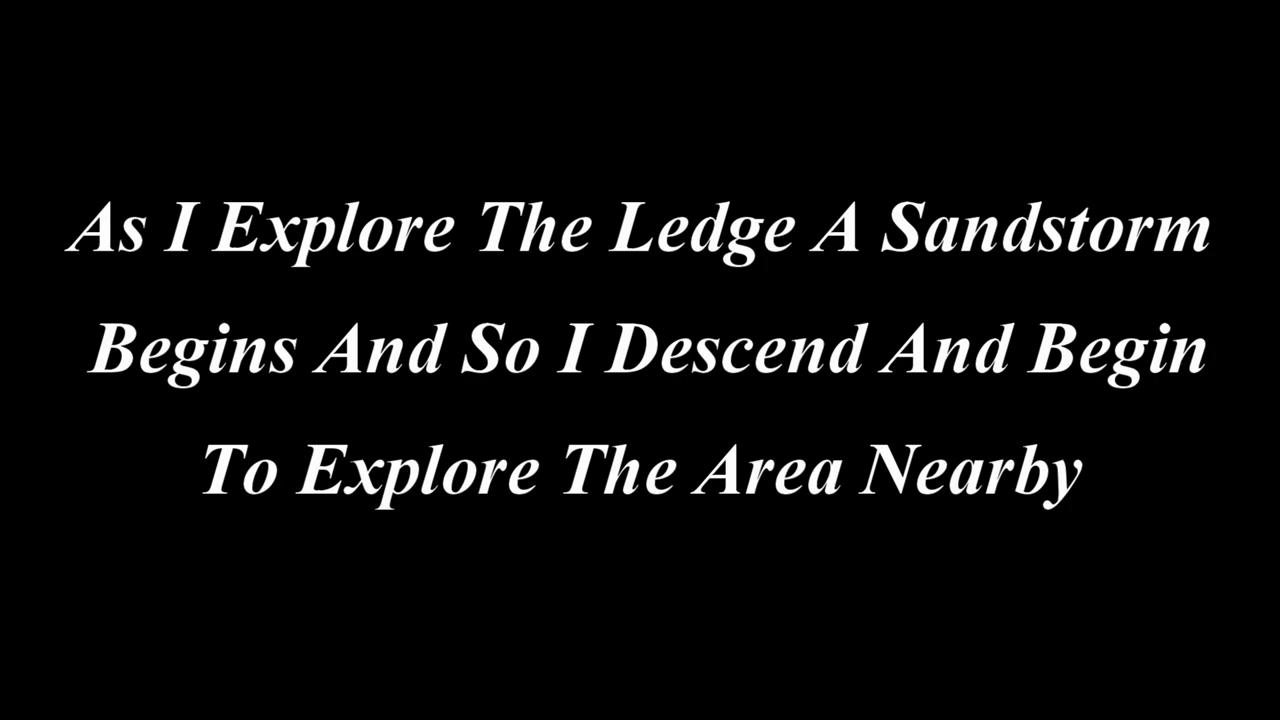 As I Explore The Ledge A Sandstorm
Begins And So I Descend And Begin
To Explore The Area Nearby